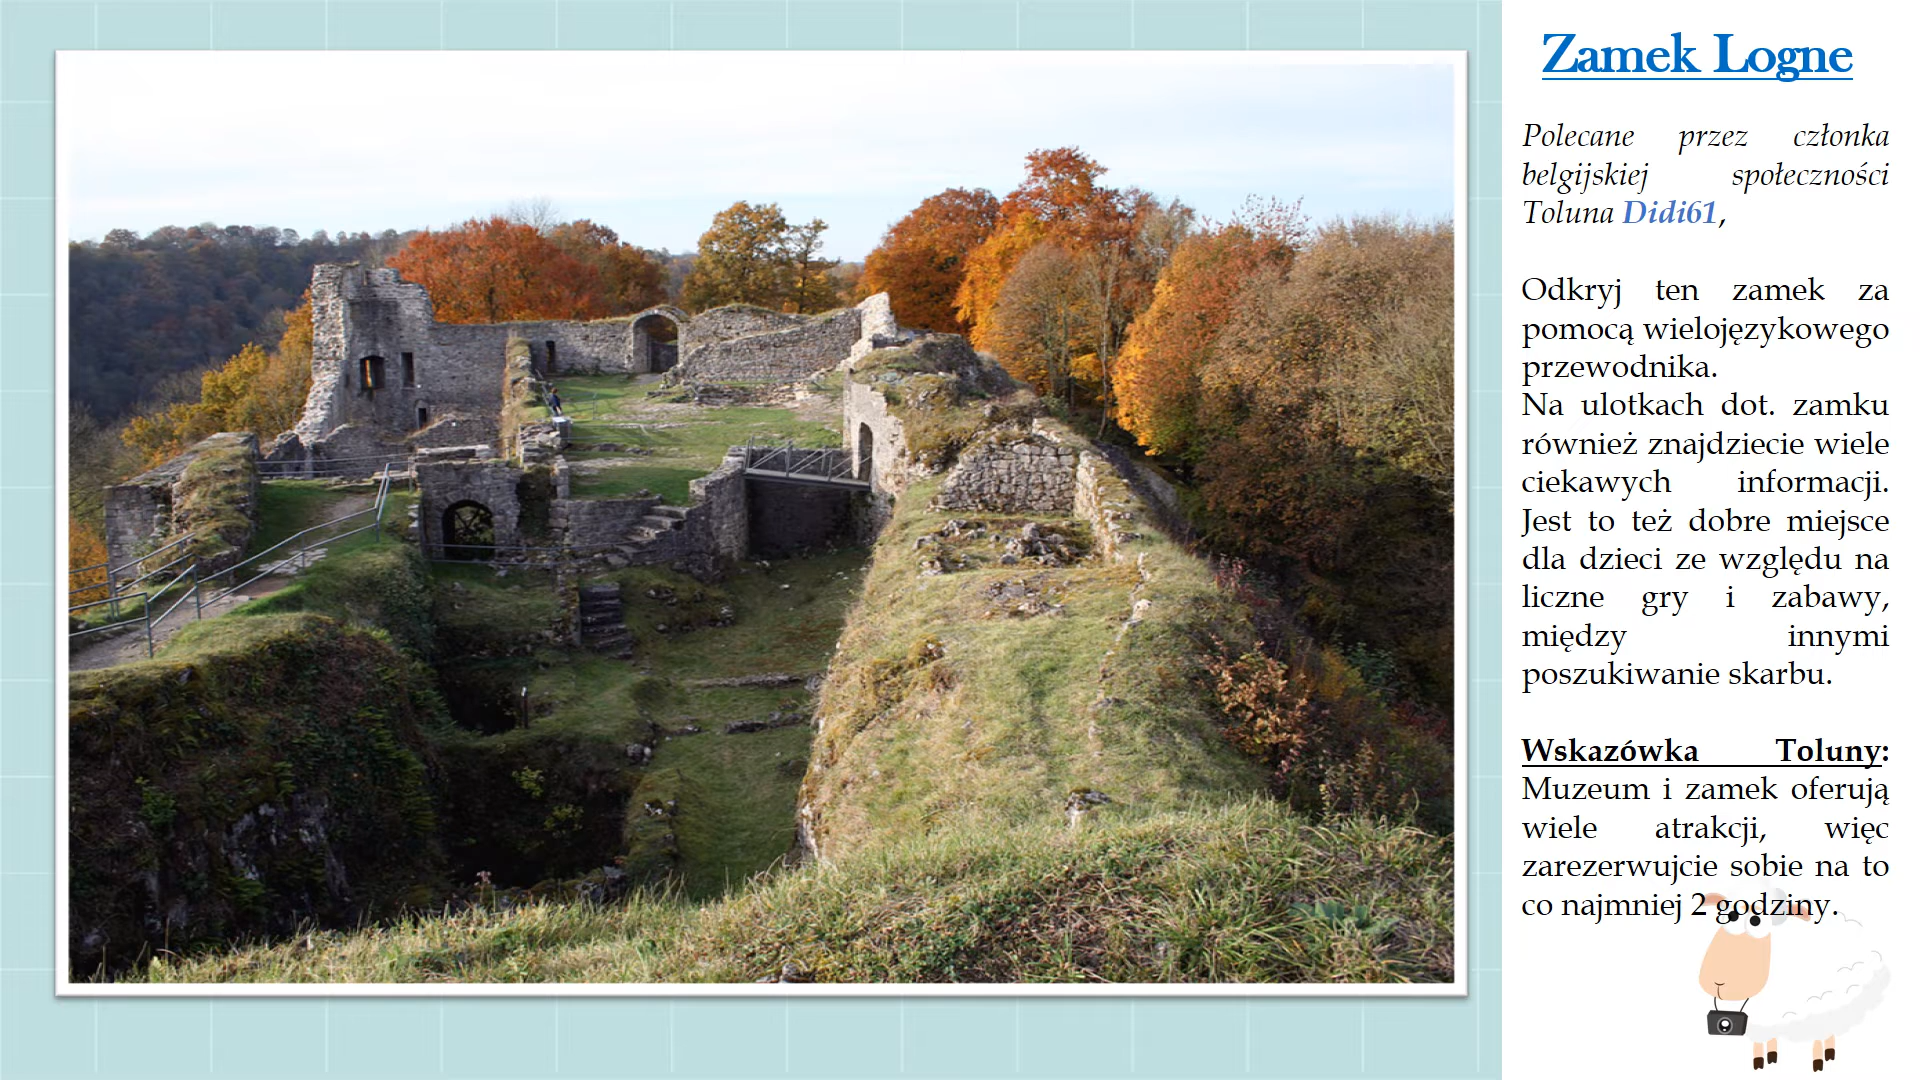 Zamek Logne
Polecane przez członka
belgijskiej społeczności
Toluna Didi61,
Odkryj ten zamek za
pomocą wielojęzykowego
przewodnika.
Na ulotkach dot. zamku
również znajdziecie wiele
ciekawych informacji.
Jest to też dobre miejsce
dla dzieci ze względu na
liczne gry i zabawy,
między innymi
poszukiwanie skarbu.
Wskazówka Toluny:
Muzeum i zamek oferują
wiele atrakcji, więc
zarezerwujcie sobie na to
co najmniej 2 godziny.